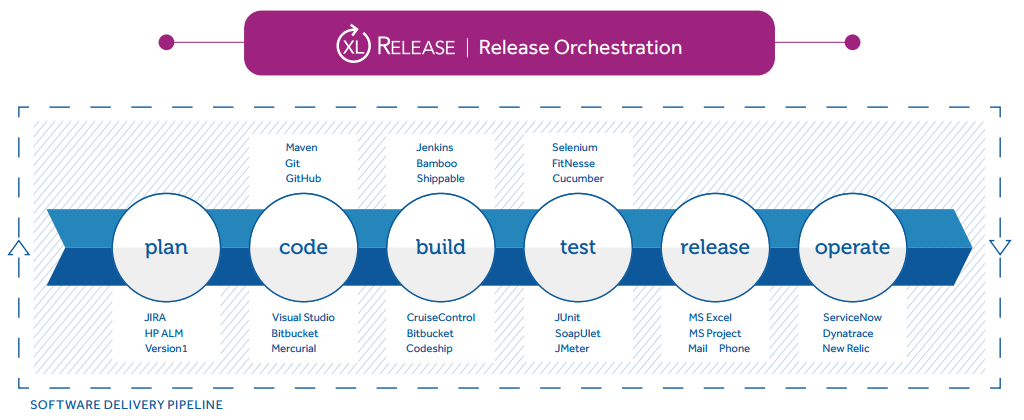 XL RELEASE | Release Orchestration
Maven
Git
GitHub
Jenkins
Bamboo
Shippable
Selenium
FitNesse
Cucumber
plan
code
build
test
release
operate
JIRA
HP ALM
Version1
Visual Studio
Bitbucket
Mercurial
CruiseControl
Bitbucket
Codeship
JUnit
SoapUIet
JMeter
MS Excel
MS Project
Mail Phone
ServiceNow
Dynatrace
New Relic
SOFTWARE DELIVERY PIPELINE